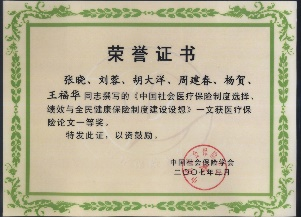 荣誉证书
张晓、刘蓉、胡大洋、周建春、杨贺、
王福华同志撰写的《中国社会医疗保险制度选择、
绩效与全民健康保险制度建设设想》一文获医疗保
险论文一等奖。
特发此证,以资鼓励。
中国社会保险学会
二〇〇七年三月